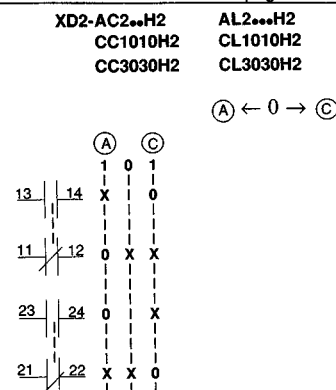 XD2-AC2••H2 AL2•••H2
CC1010H2 CL1010H2
CC3030H2 CL3030H2
A ← 0 → C
A C
1 0 1
13 14 X 0
11 12 0 X X
23 24 0 X
21 22 X X 0